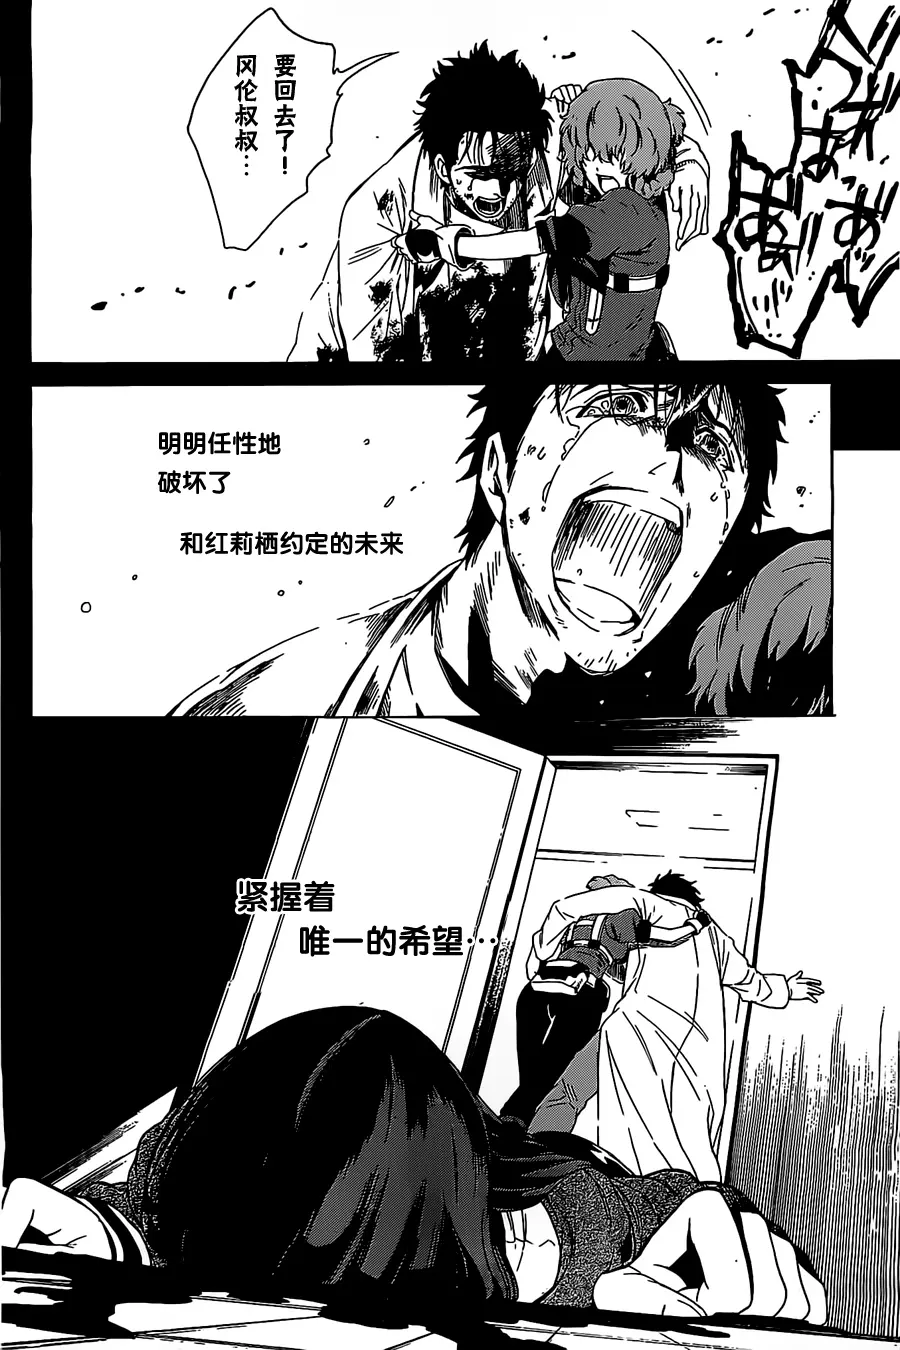 要回去了!
冈伦叔叔…
明明任性地
破坏了
和红莉栖约定的未来
紧握着
唯一的希望…